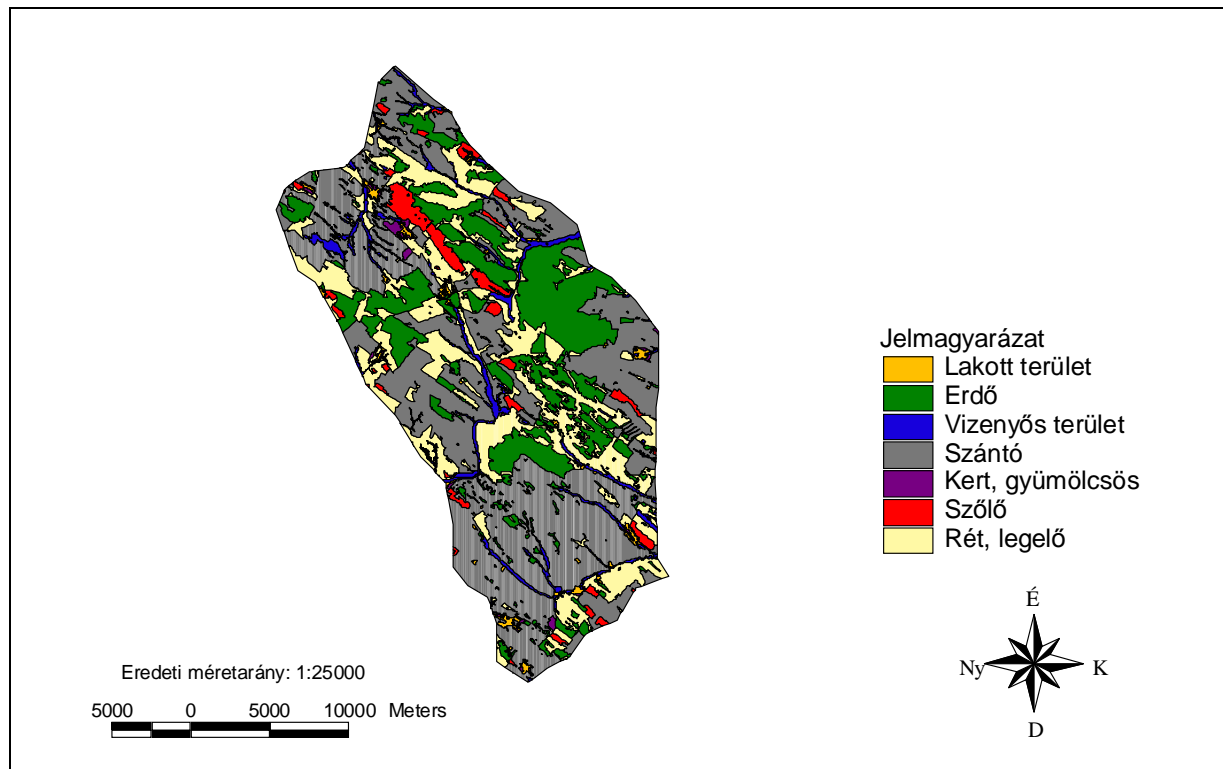 Jelmagyarázat
Lakott terület
Erdő
Vizenyős terület
Szántó
Kert, gyümölcsös
Szőlő
Rét, legelő
É
Ny
K
D
Eredeti méretarány: 1:25000
5000 0 5000 10000 Meters